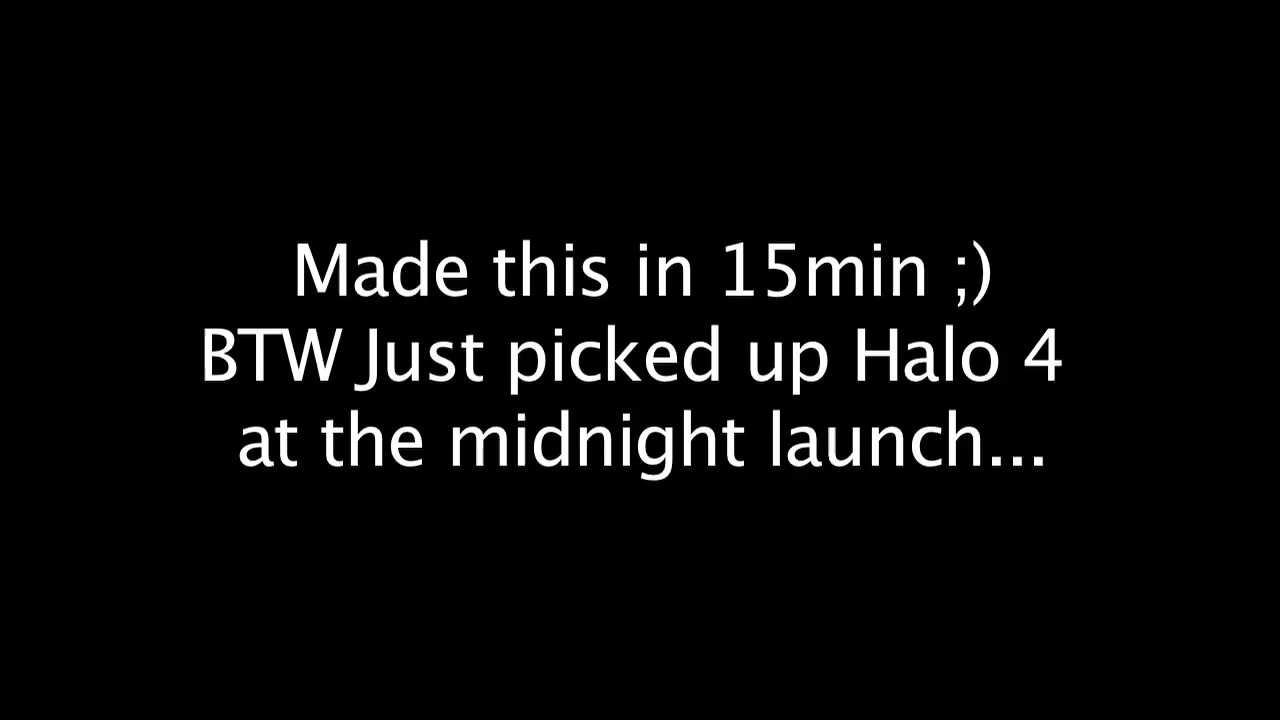 Made this in 15min ;)
BTW Just picked up Halo 4
at the midnight launch...